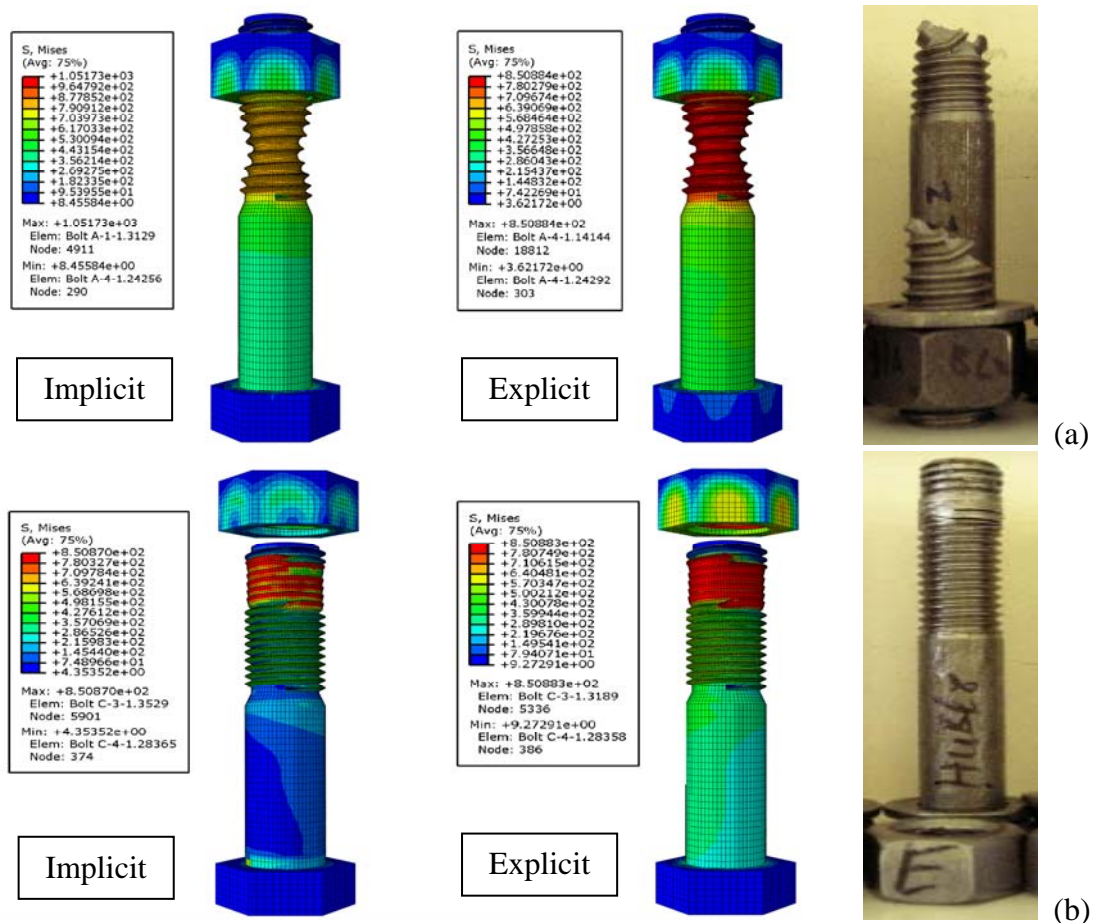 S, Mises
(Avg: 75%)
+1.05173e+03
+9.64792e+02
+8.77852e+02
+7.90912e+02
+7.03973e+02
+6.17033e+02
+5.30094e+02
+4.43154e+02
+3.56214e+02
+2.69275e+02
+1.82335e+02
+9.53955e+01
+8.45584e+00
Max: +1.05173e+03
Elem: Bolt A-1-1.3129
Node: 4911
Min: +8.45584e+00
Elem: Bolt A-4-1.24256
Node: 290
Implicit
S, Mises
(Avg: 75%)
+8.50884e+02
+7.80279e+02
+7.09674e+02
+6.39069e+02
+5.68464e+02
+4.97858e+02
+4.27253e+02
+3.56648e+02
+2.86043e+02
+2.15437e+02
+1.44832e+02
+7.42269e+01
+3.62172e+00
Max: +8.50884e+02
Elem: Bolt A-4-1.14144
Node: 18812
Min: +3.62172e+00
Elem: Bolt A-4-1.24292
Node: 303
Explicit
(a)
S, Mises
(Avg: 75%)
+8.50870e+02
+7.80327e+02
+7.09784e+02
+6.39241e+02
+5.68698e+02
+4.98155e+02
+4.27612e+02
+3.57069e+02
+2.86526e+02
+2.15983e+02
+1.45440e+02
+7.48966e+01
+4.35352e+00
Max: +8.50870e+02
Elem: Bolt C-3-1.3529
Node: 5901
Min: +4.35352e+00
Elem: Bolt C-4-1.28365
Node: 374
Implicit
S, Mises
(Avg: 75%)
+8.50883e+02
+7.80749e+02
+7.10615e+02
+6.40481e+02
+5.70347e+02
+5.00212e+02
+4.30078e+02
+3.59944e+02
+2.89810e+02
+2.19676e+02
+1.49541e+02
+7.94071e+01
+9.27291e+00
Max: +8.50883e+02
Elem: Bolt C-3-1.3189
Node: 5336
Min: +9.27291e+00
Elem: Bolt C-4-1.28358
Node: 386
Explicit
E
(b)